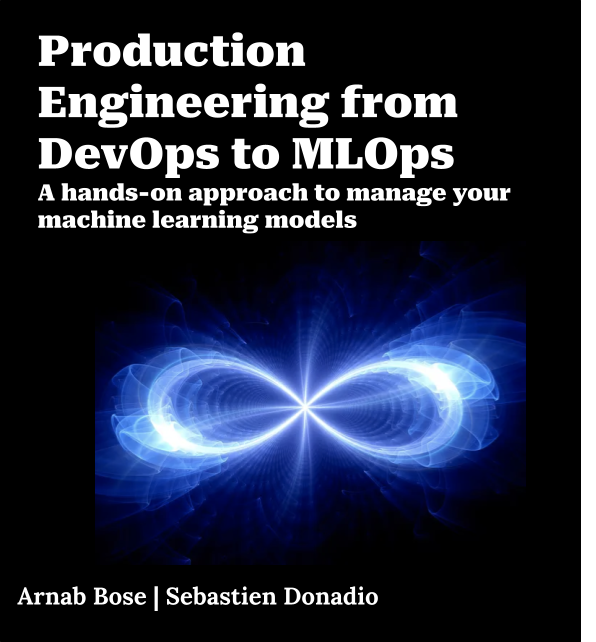 Production
Engineering from
DevOps to MLOps
A hands-on approach to manage your
machine learning models
Arnab Bose | Sebastien Donadio